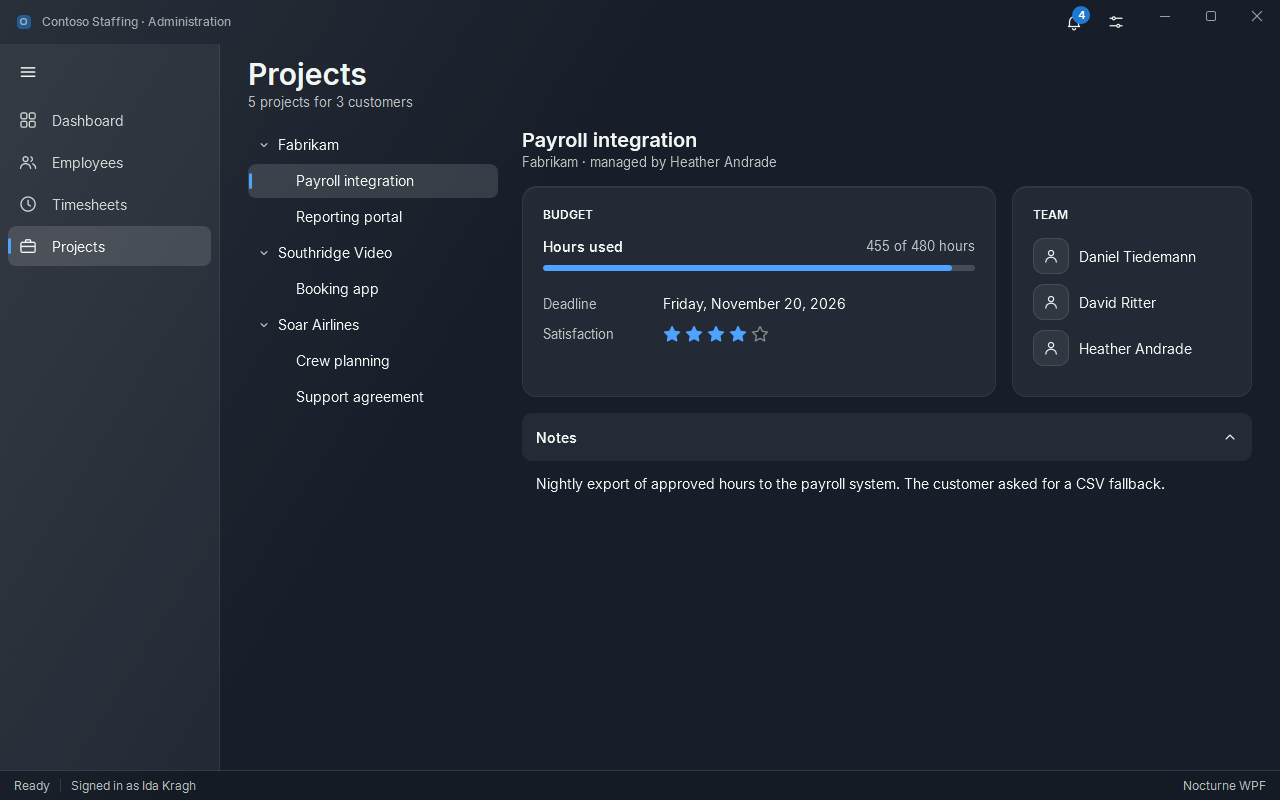 Contoso Staffing · Administration
4
Dashboard
Employees
Timesheets
Projects
Projects
5 projects for 3 customers
Fabrikam
Payroll integration
Reporting portal
Southridge Video
Booking app
Soar Airlines
Crew planning
Support agreement
Payroll integration
Fabrikam · managed by Heather Andrade
BUDGET
Hours used 455 of 480 hours
Deadline Friday, November 20, 2026
Satisfaction
TEAM
Daniel Tiedemann
David Ritter
Heather Andrade
Notes
Nightly export of approved hours to the payroll system. The customer asked for a CSV fallback.
Ready Signed in as Ida Kragh Nocturne WPF